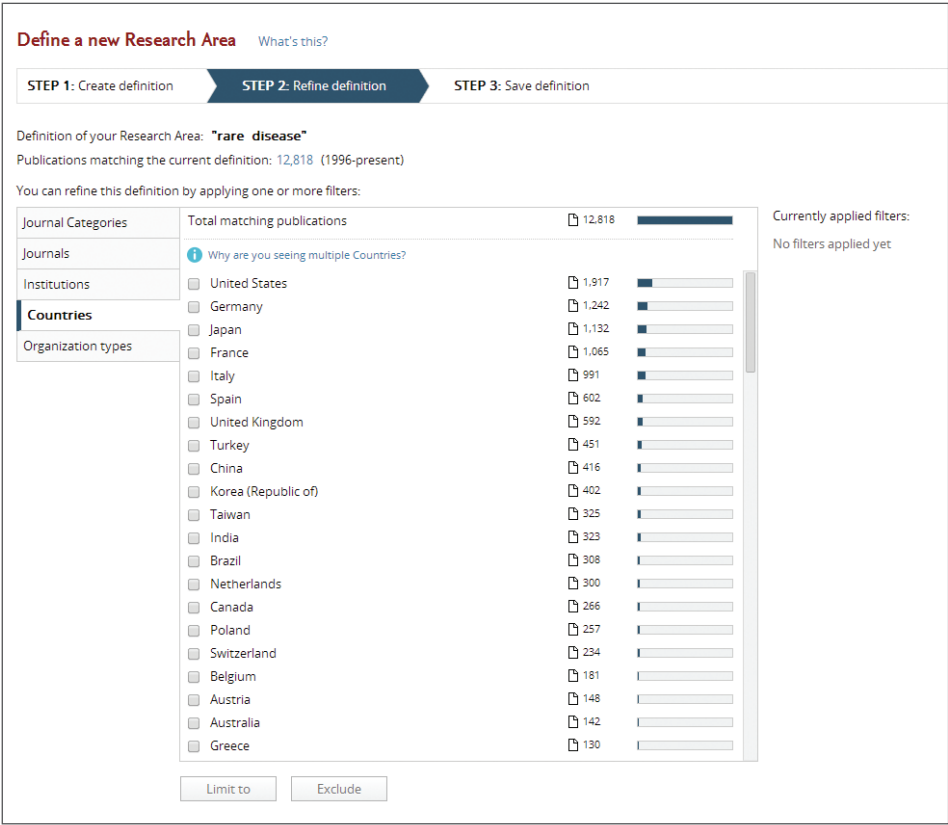 Define a new Research Area What's this?
STEP 1: Create definition STEP 2: Refine definition STEP 3: Save definition
Definition of your Research Area: "rare disease"
Publications matching the current definition: 12,818 (1996-present)
You can refine this definition by applying one or more filters:
Journal Categories
Journals
Institutions
Countries
Organization types
Total matching publications 12,818
Why are you seeing multiple Countries?
United States 1,917
Germany 1,242
Japan 1,132
France 1,065
Italy 991
Spain 602
United Kingdom 592
Turkey 451
China 416
Korea (Republic of) 402
Taiwan 325
India 323
Brazil 308
Netherlands 300
Canada 266
Poland 257
Switzerland 234
Belgium 181
Austria 148
Australia 142
Greece 130
Limit to Exclude
Currently applied filters:
No filters applied yet